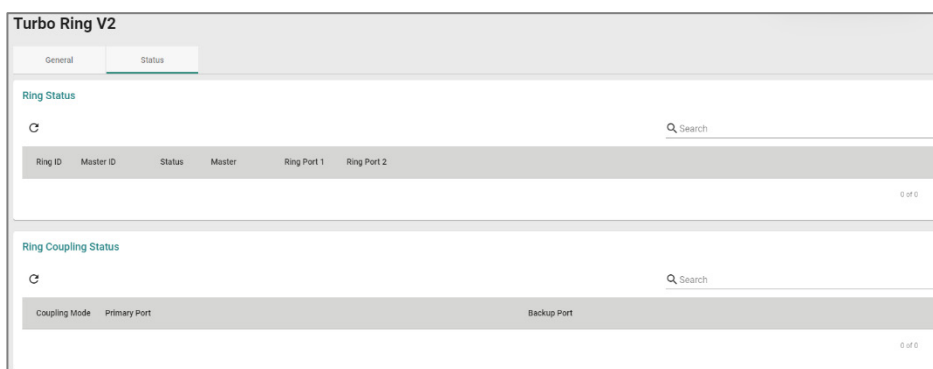 Turbo Ring V2
General Status
Ring Status
Search
Ring ID Master ID Status Master Ring Port 1 Ring Port 2
0 of 0
Ring Coupling Status
Search
Coupling Mode Primary Port Backup Port
0 of 0